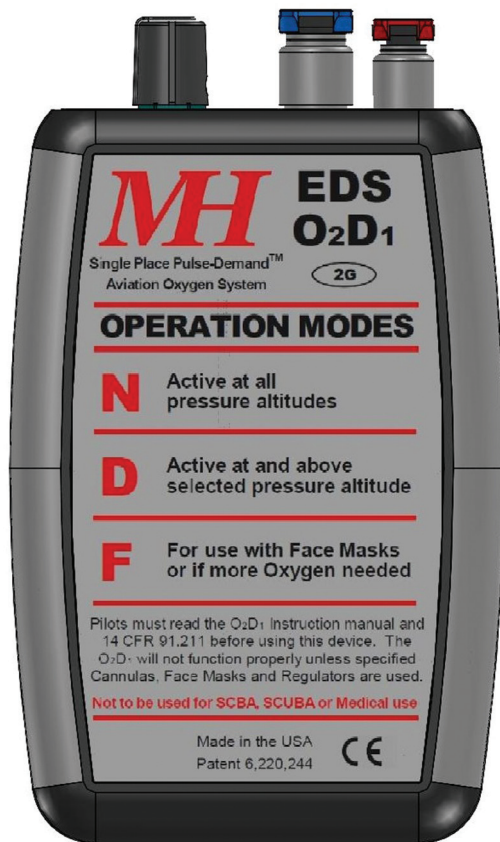 MH EDS
O₂D₁
Single Place Pulse-Demand™
Aviation Oxygen System
2G
OPERATION MODES
N Active at all
pressure altitudes
D Active at and above
selected pressure altitude
F For use with Face Masks
or if more Oxygen needed
Pilots must read the O₂D₁ Instruction manual and
14 CFR 91.211 before using this device. The
O₂D₁ will not function properly unless specified
Cannulas, Face Masks and Regulators are used.
Not to be used for SCBA, SCUBA or Medical use
Made in the USA
Patent 6,220,244
CE